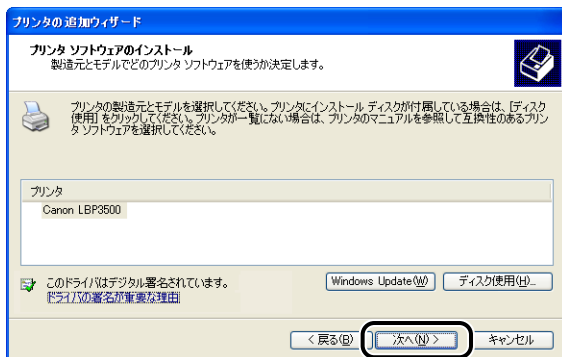 プリンタの追加ウィザード
プリンタ ソフトウェアのインストール
製造元とモデルでどのプリンタ ソフトウェアを使うか決定します。
プリンタの製造元とモデルを選択してください。プリンタにインストール ディスクが付属している場合は、[ディスク
使用] をクリックしてください。プリンタが一覧にない場合は、プリンタのマニュアルを参照して互換性のあるプリン
タ ソフトウェアを選択してください。
プリンタ
Canon LBP3500
このドライバはデジタル署名されています。
ドライバの署名が重要な理由
Windows Update(W)
ディスク使用(H)...
< 戻る(B)
次へ(N) >
キャンセル